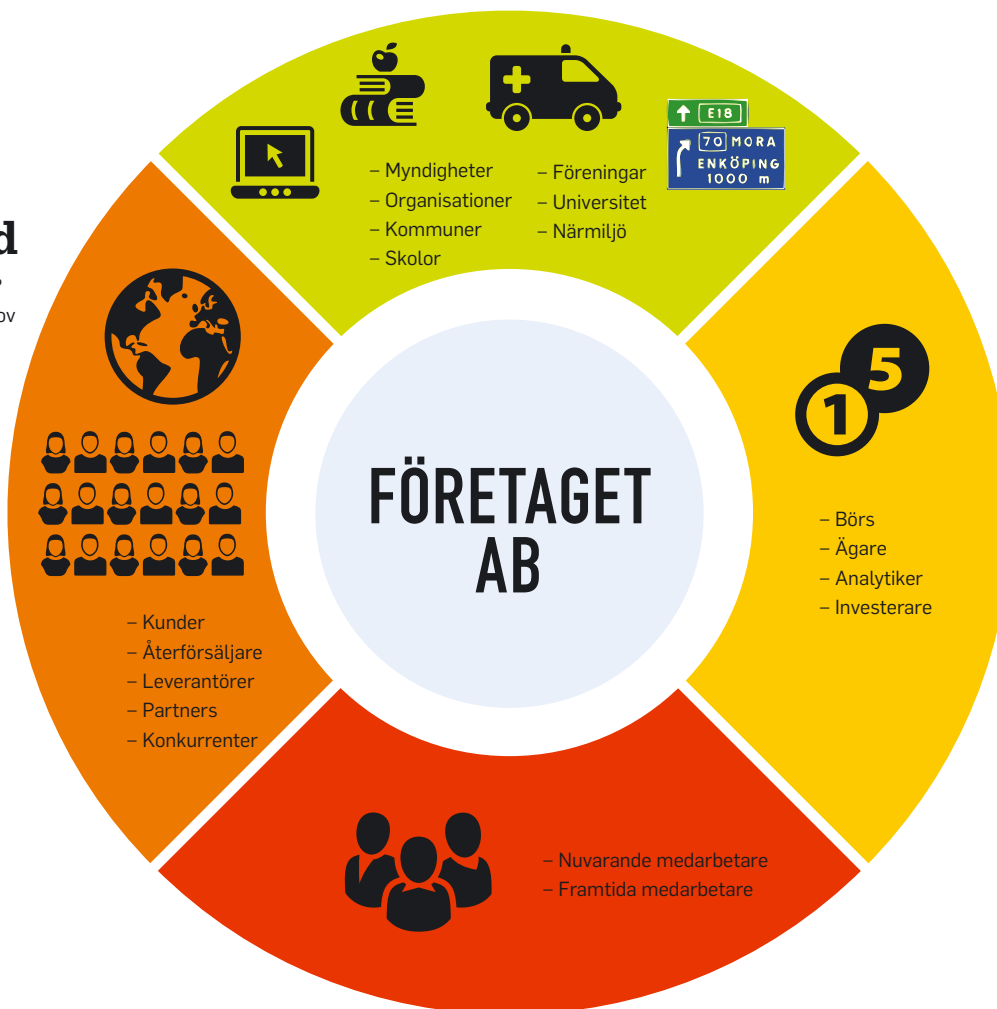 E18
70 MORA
ENKÖPING
1000 m
– Myndigheter
– Organisationer
– Kommuner
– Skolor
– Föreningar
– Universitet
– Närmiljö
1
5
– Börs
– Ägare
– Analytiker
– Investerare
FÖRETAGET
AB
– Kunder
– Återförsäljare
– Leverantörer
– Partners
– Konkurrenter
– Nuvarande medarbetare
– Framtida medarbetare